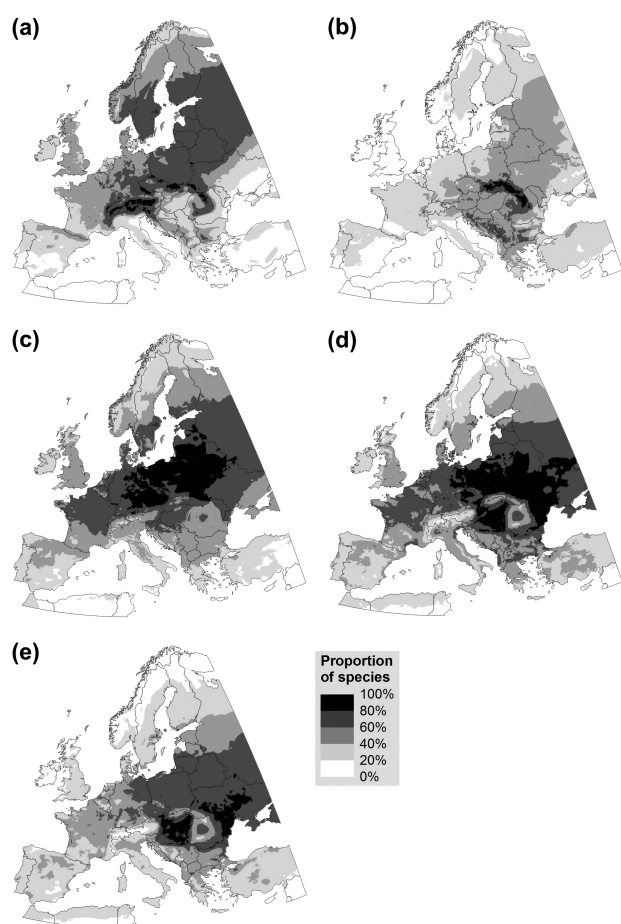 (a)
(b)
(c)
(d)
(e)
Proportion
of species
100%
80%
60%
40%
20%
0%